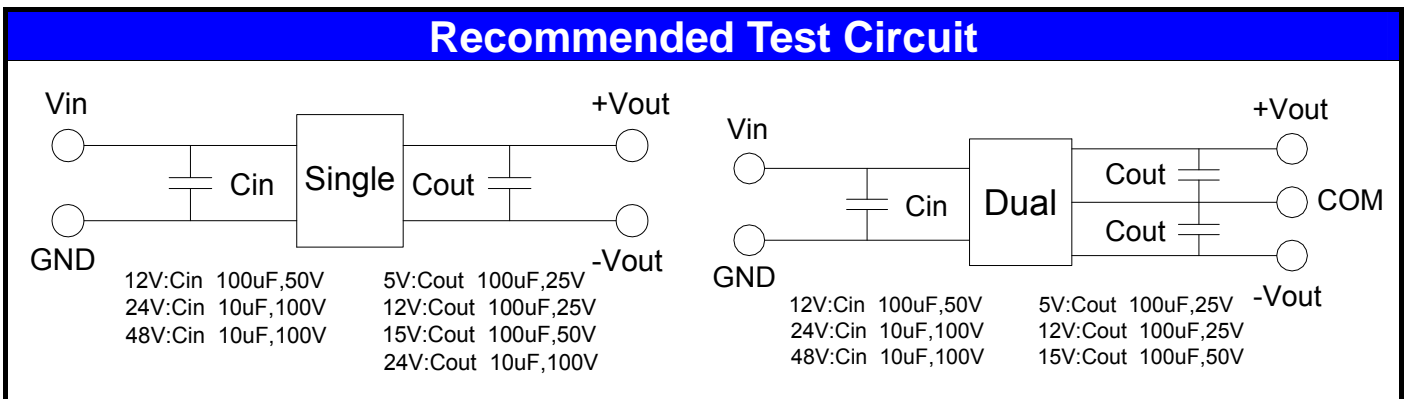 Recommended Test Circuit
Vin
+Vout
Cin
Single
Cout
GND
-Vout
12V:Cin 100uF,50V
24V:Cin 10uF,100V
48V:Cin 10uF,100V
5V:Cout 100uF,25V
12V:Cout 100uF,25V
15V:Cout 100uF,50V
24V:Cout 10uF,100V
Vin
+Vout
Cin
Dual
Cout
COM
Cout
GND
-Vout
12V:Cin 100uF,50V
24V:Cin 10uF,100V
48V:Cin 10uF,100V
5V:Cout 100uF,25V
12V:Cout 100uF,25V
15V:Cout 100uF,50V